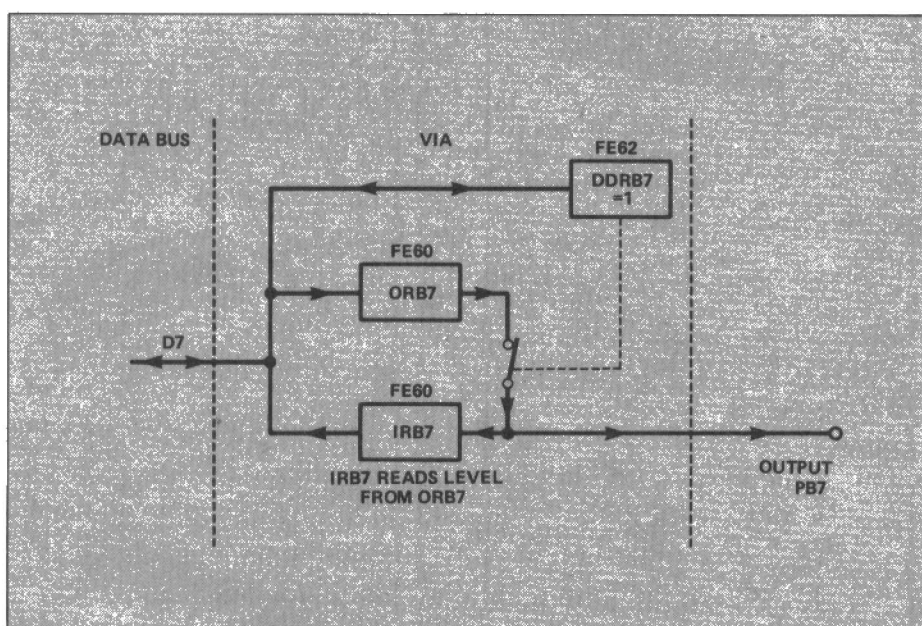 DATA BUS
VIA
FE62
DDRB7
=1
FE60
ORB7
D7
FE60
IRB7
IRB7 READS LEVEL
FROM ORB7
OUTPUT
PB7